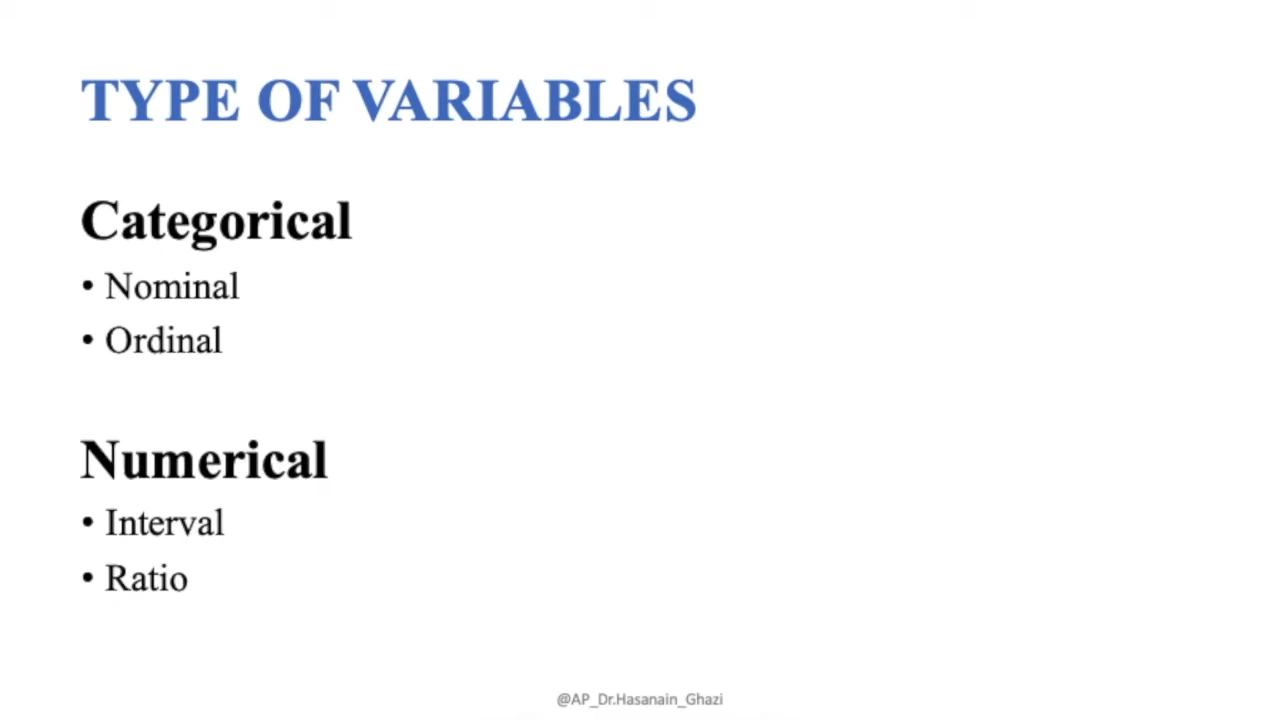 TYPE OF VARIABLES
Categorical
• Nominal
• Ordinal
Numerical
• Interval
• Ratio
@AP_Dr.Hasanain_Ghazi